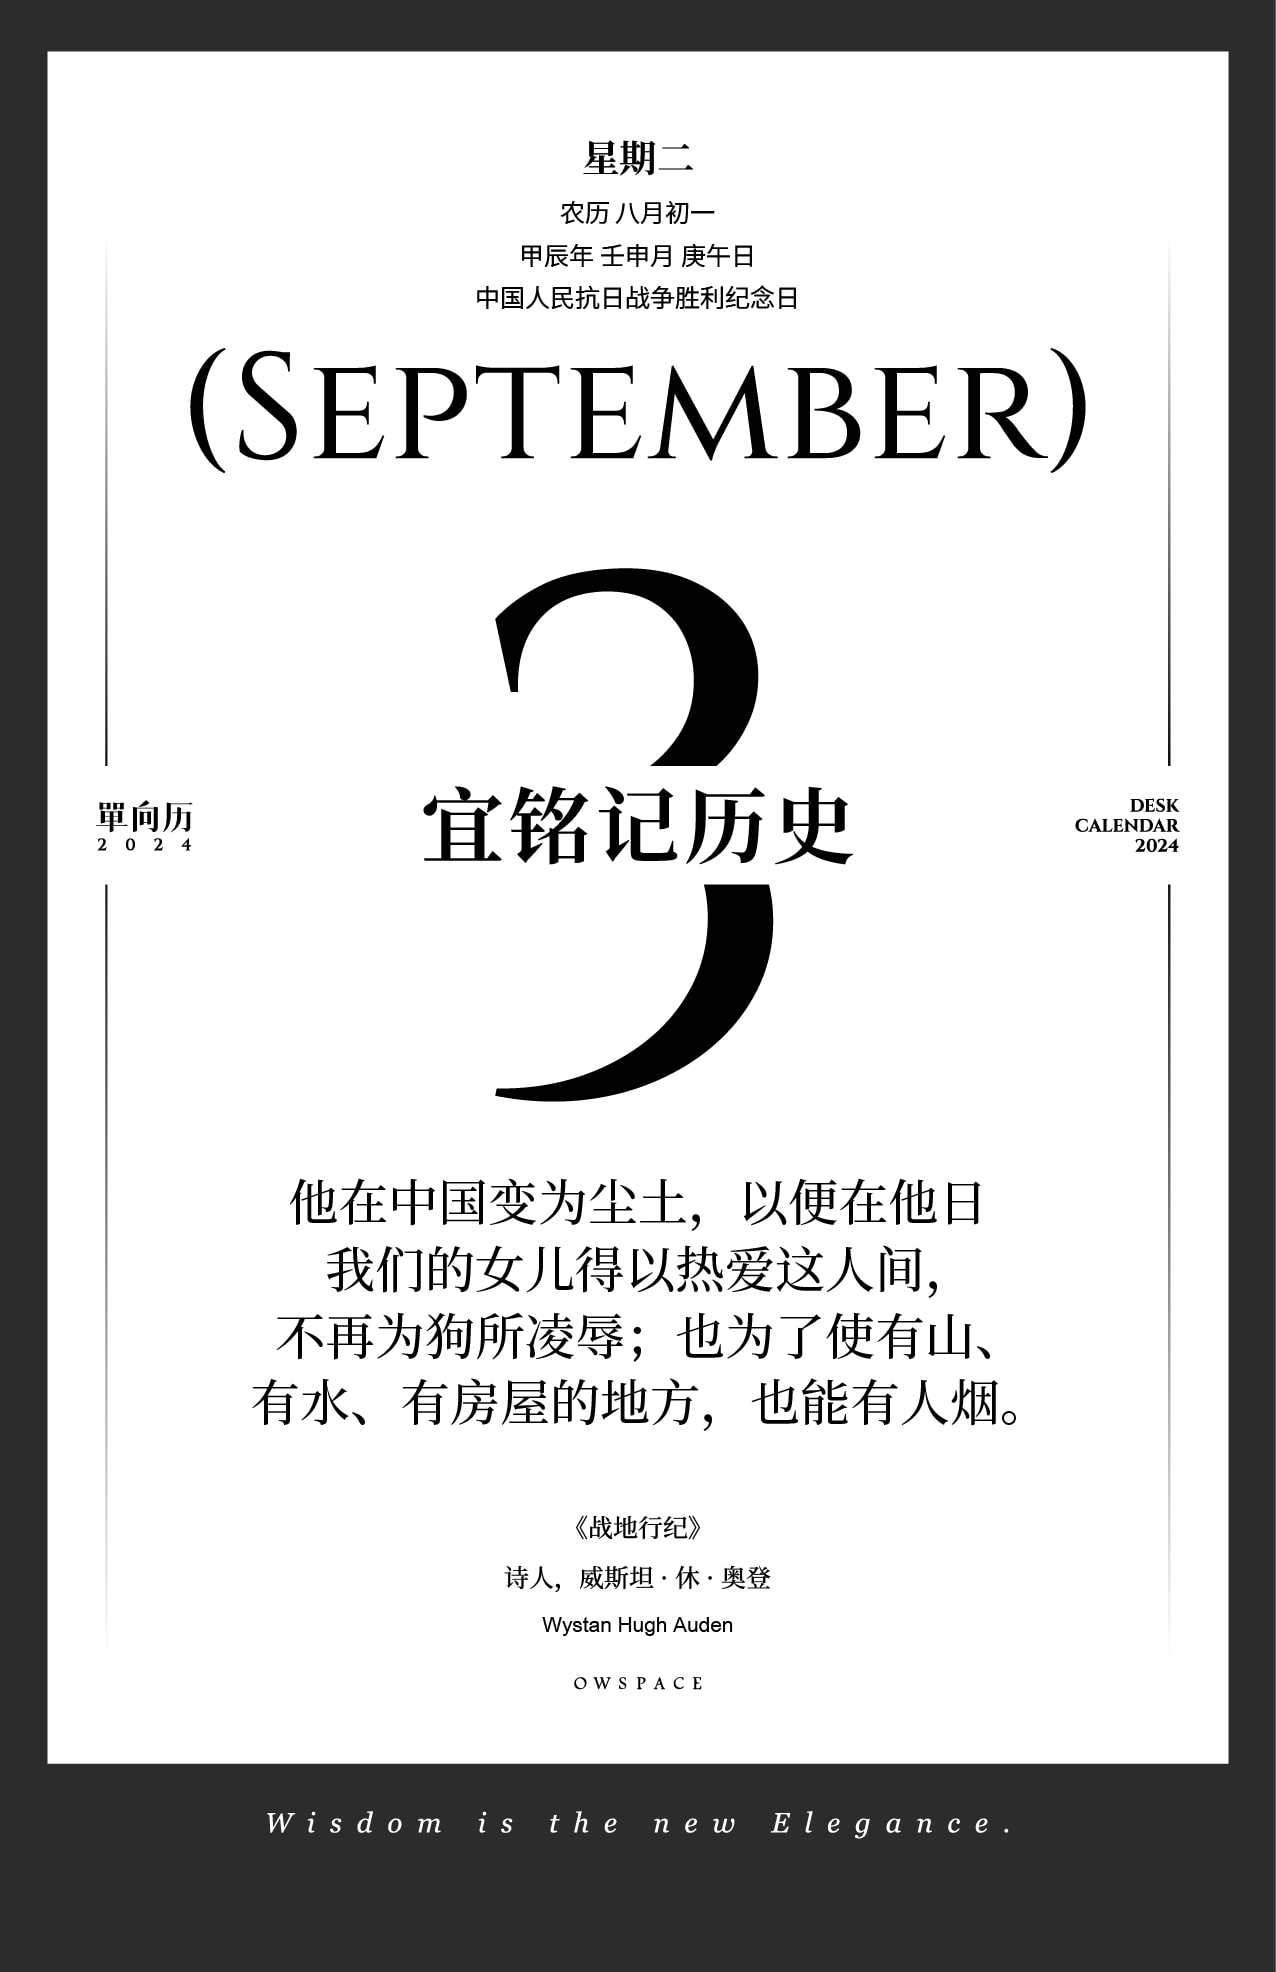 星期二
农历 八月初一
甲辰年 壬申月 庚午日
中国人民抗日战争胜利纪念日
(SEPTEMBER)
3
單向历
2 0 2 4
宜铭记历史
DESK
CALENDAR
2024
他在中国变为尘土，以便在他日
我们的女儿得以热爱这人间，
不再为狗所凌辱；也为了使有山、
有水、有房屋的地方，也能有人烟。
《战地行纪》
诗人，威斯坦 · 休 · 奥登
Wystan Hugh Auden
OWSPACE
Wisdom is the new Elegance.